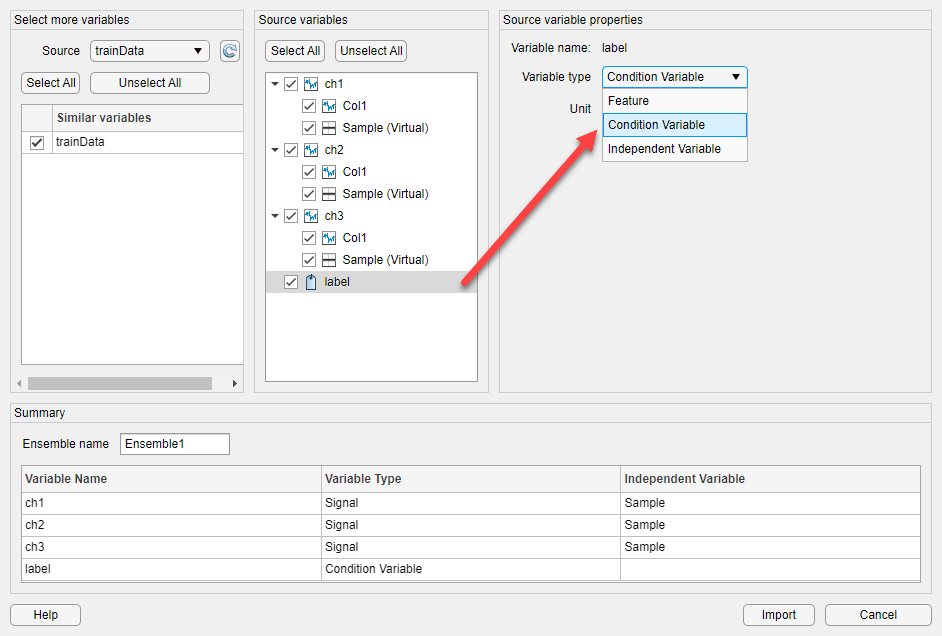 Select more variables
Source
trainData
Select All
Unselect All
Similar variables
trainData
Source variables
Select All
Unselect All
ch1
Col1
Sample (Virtual)
ch2
Col1
Sample (Virtual)
ch3
Col1
Sample (Virtual)
label
Source variable properties
Variable name: label
Variable type
Condition Variable
Unit
Feature
Condition Variable
Independent Variable
Summary
Ensemble name Ensemble1
Variable Name Variable Type Independent Variable
ch1 Signal Sample
ch2 Signal Sample
ch3 Signal Sample
label Condition Variable
Help Import Cancel